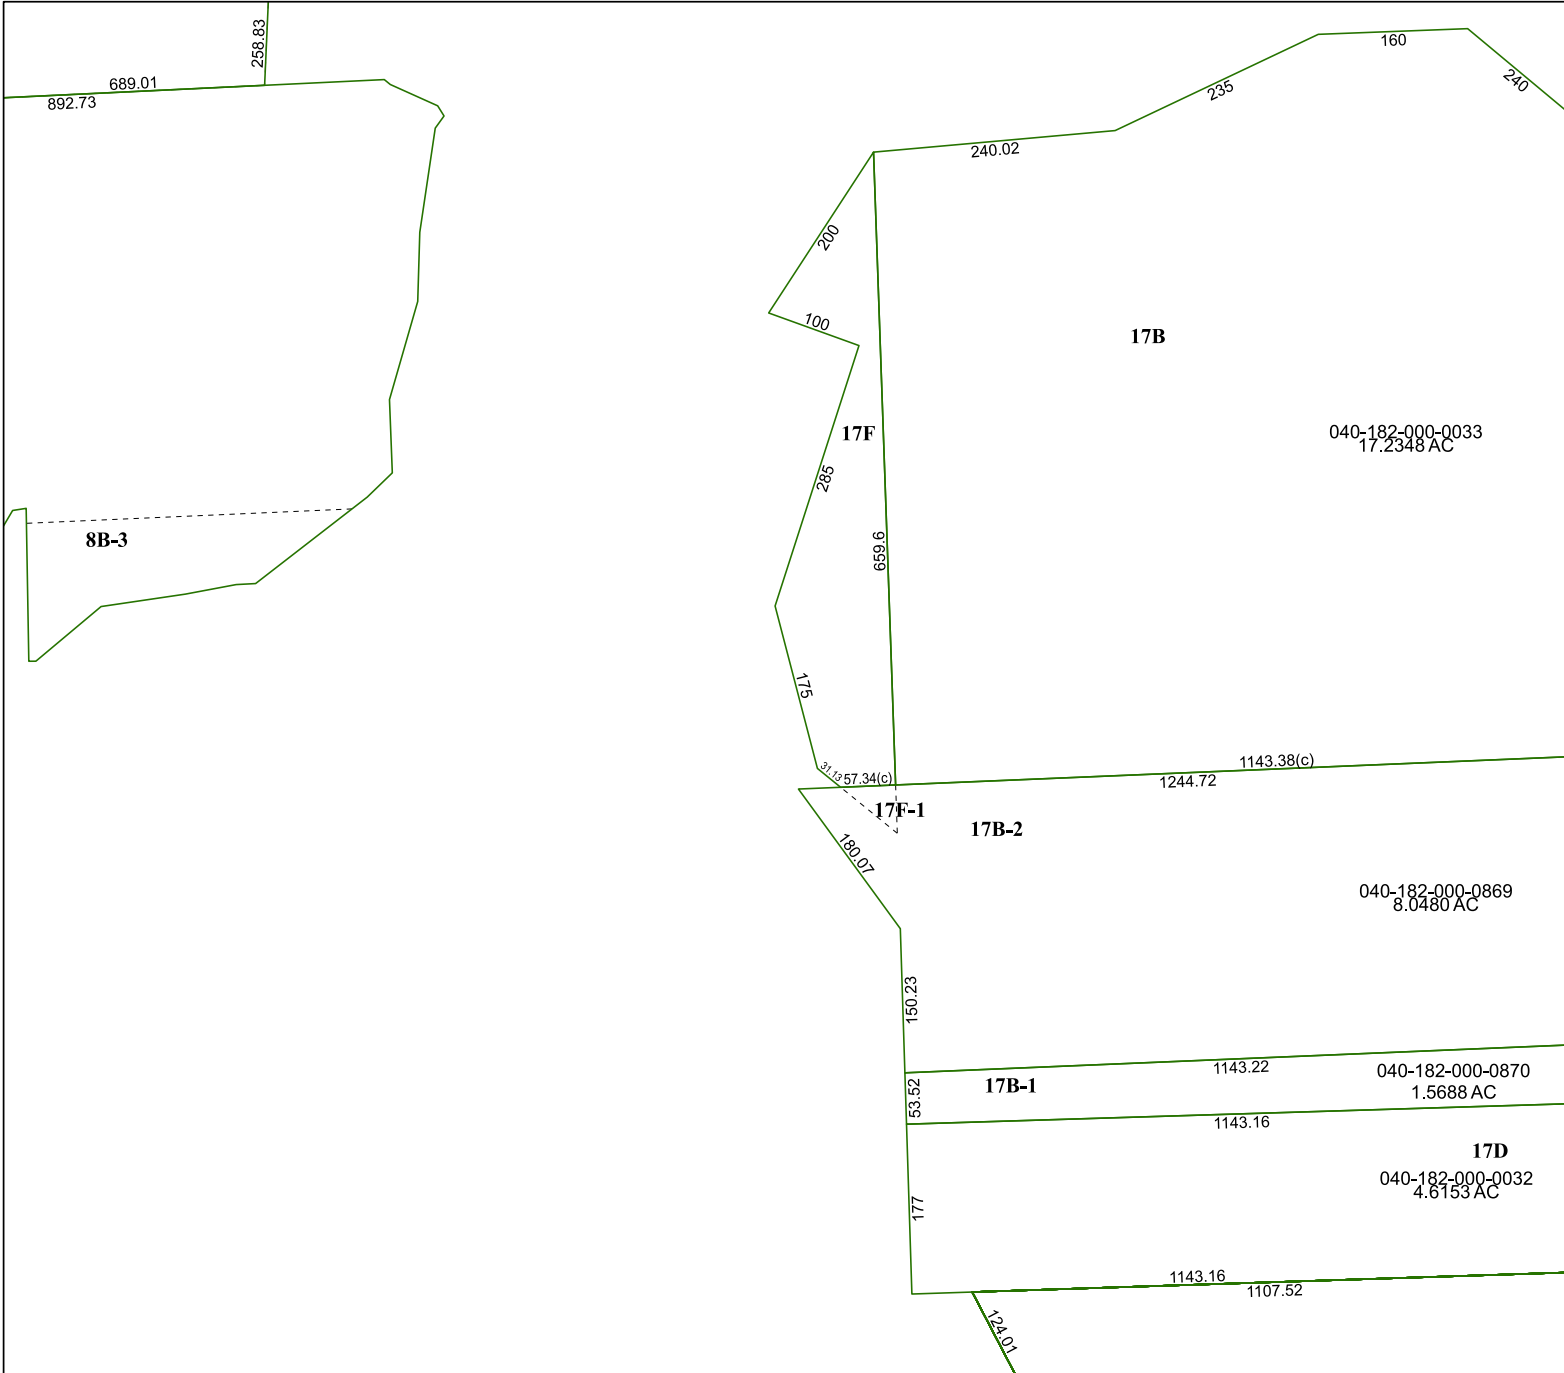 258.83
160
689.01
892.73
240
235
240.02
200
100
17B
17F
040-182-000-0033
17.2348 AC
285
659.6
8B-3
175
31.13
57.34(c)
1143.38(c)
1244.72
17F-1
17B-2
180.07
040-182-000-0869
8.0480 AC
150.23
1143.22
040-182-000-0870
1.5688 AC
17B-1
53.52
1143.16
17D
040-182-000-0032
4.6153 AC
177
1143.16
1107.52
124.01